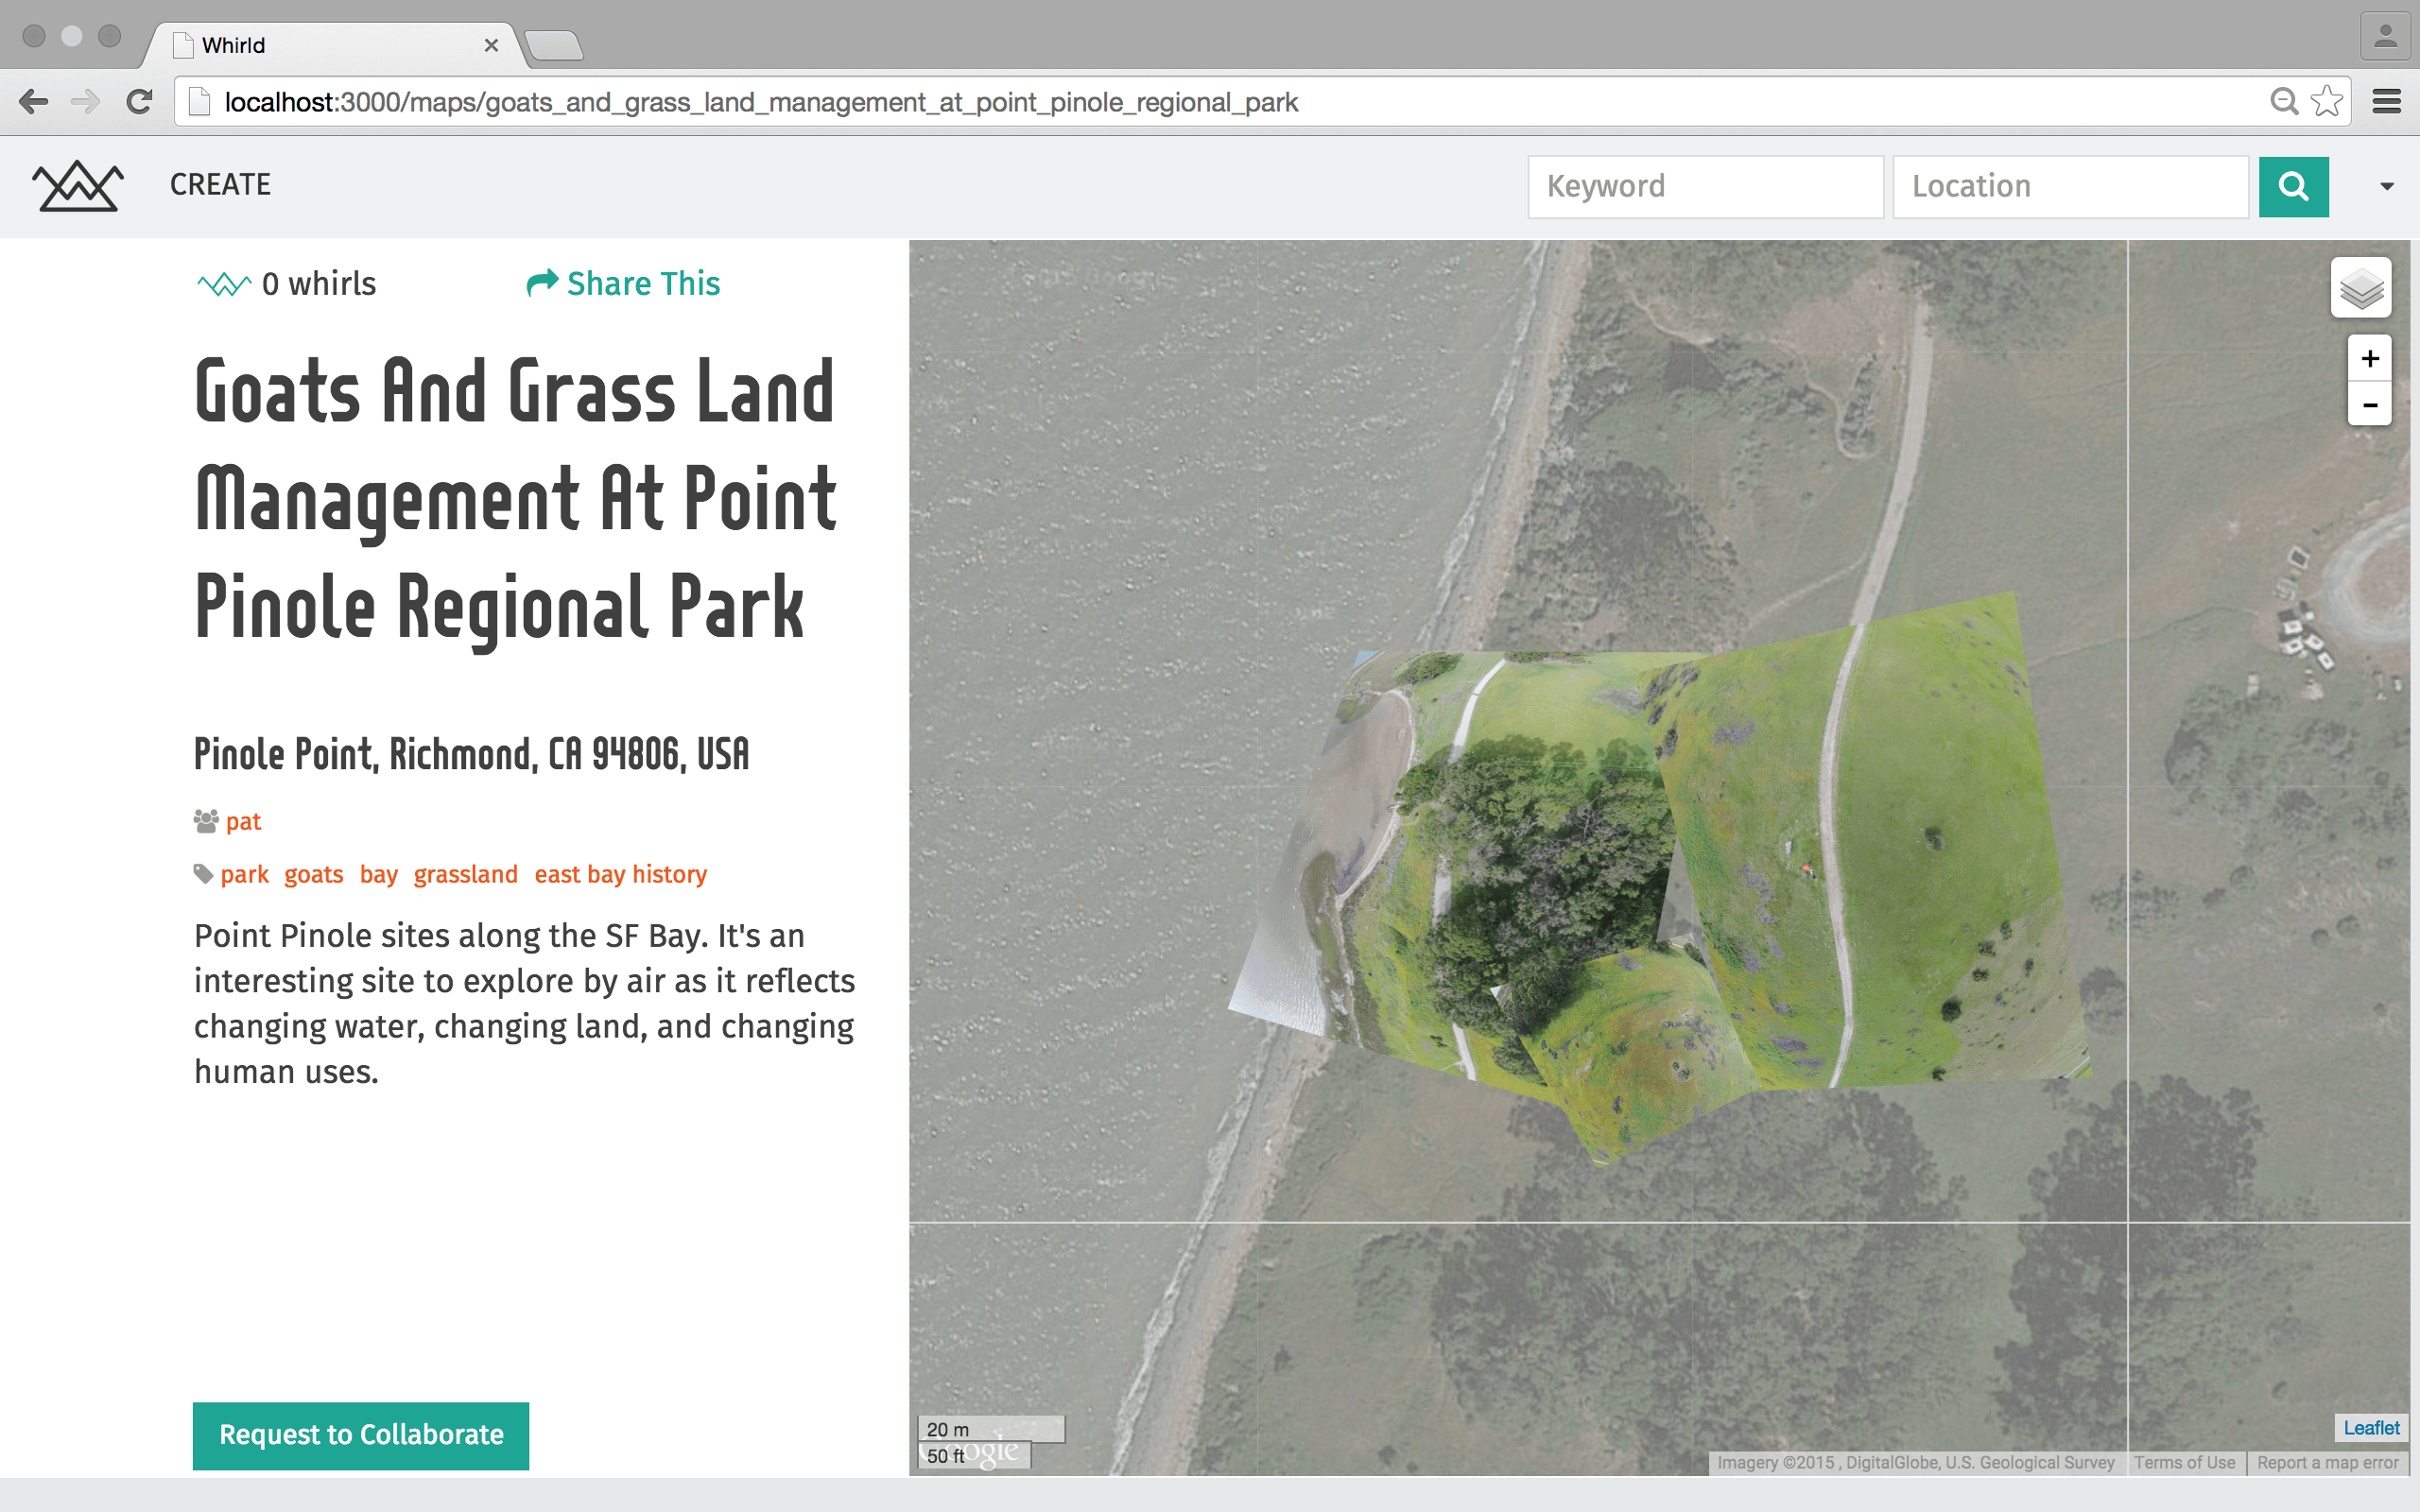 Whirld
localhost:3000/maps/goats_and_grass_land_management_at_point_pinole_regional_park
CREATE
Keyword
Location
0 whirls
Share This
Goats And Grass Land
Management At Point
Pinole Regional Park
Pinole Point, Richmond, CA 94806, USA
pat
park goats bay grassland east bay history
Point Pinole sites along the SF Bay. It's an
interesting site to explore by air as it reflects
changing water, changing land, and changing
human uses.
Request to Collaborate
+
-
20 m
50 ft
Google
Leaflet
Imagery ©2015 , DigitalGlobe, U.S. Geological Survey
Terms of Use
Report a map error